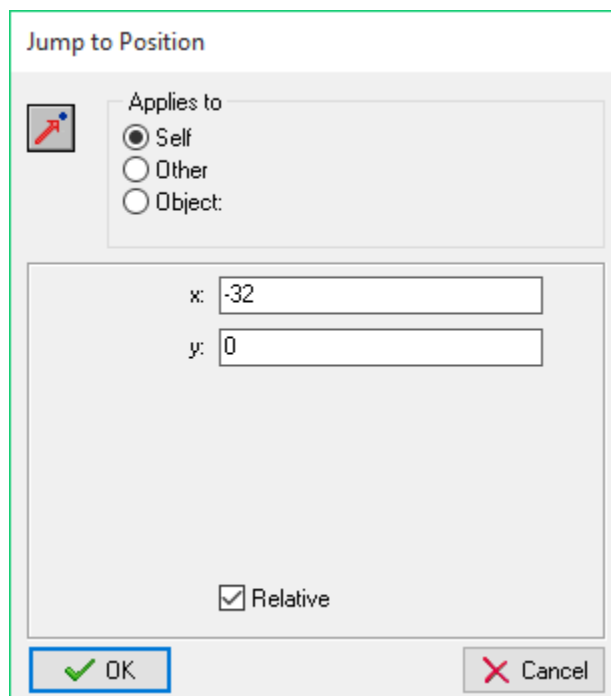 Jump to Position
Applies to
Self
Other
Object:
x: -32
y: 0
Relative
OK
Cancel